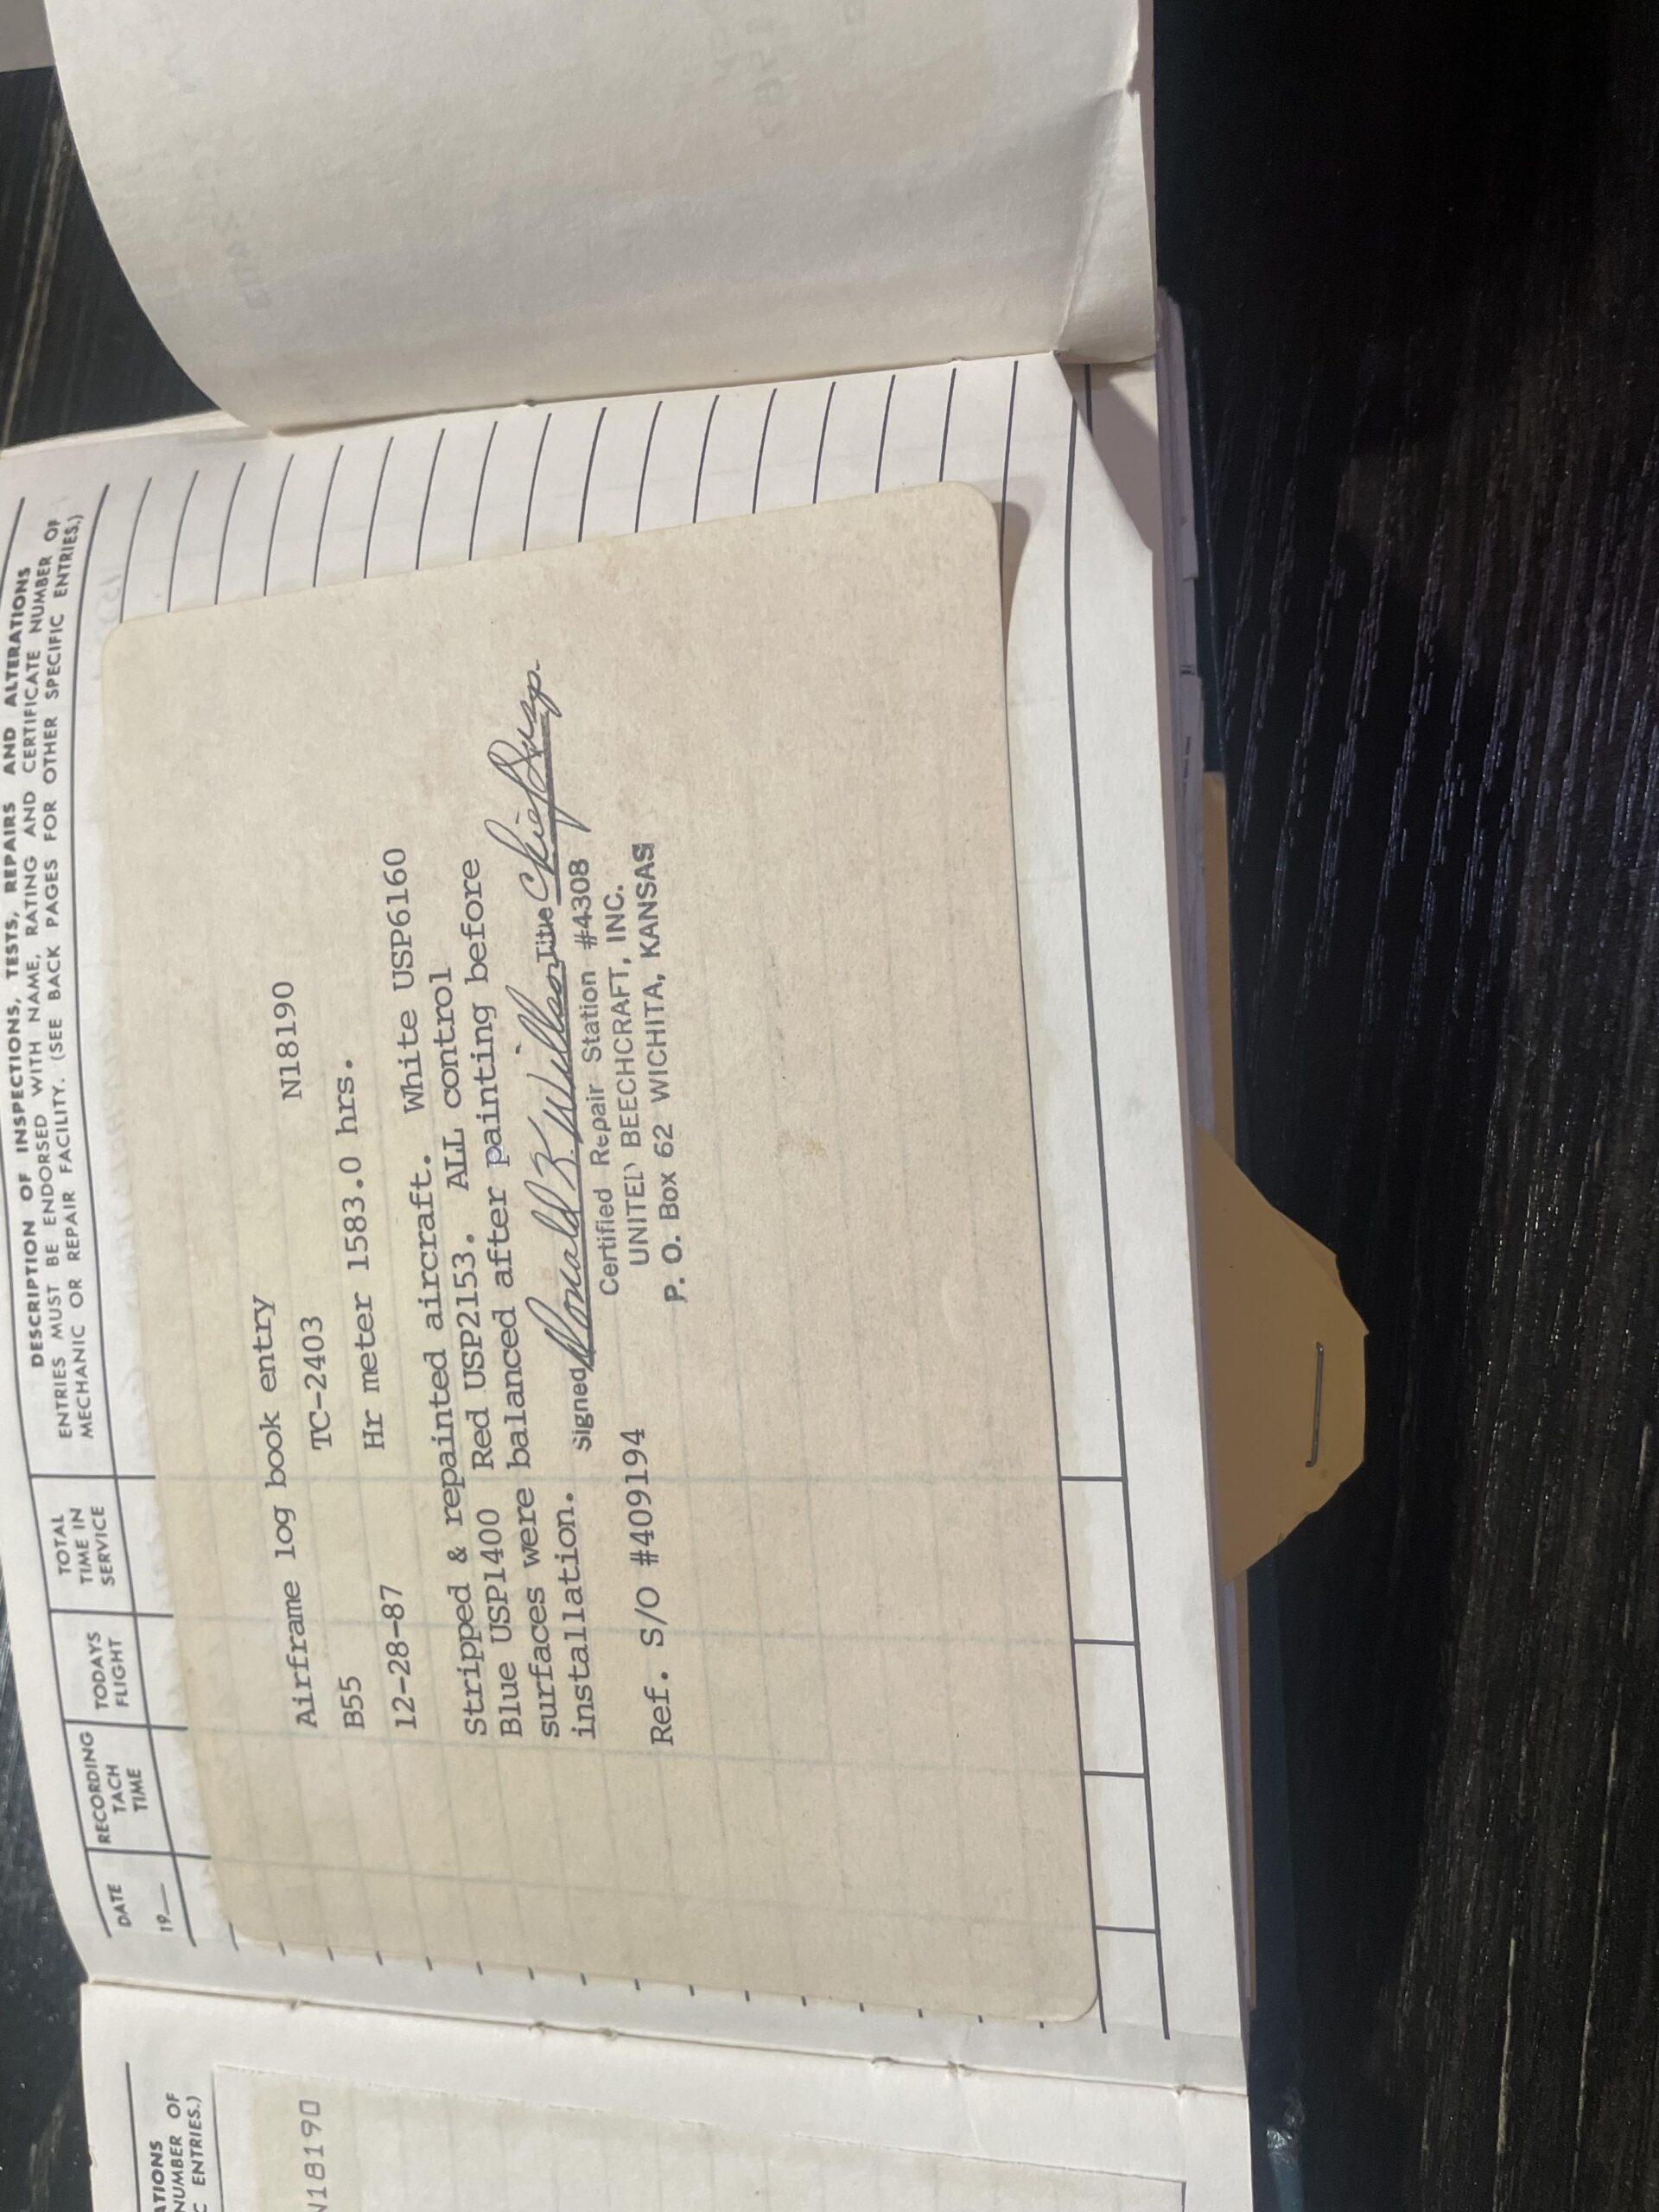 DESCRIPTION OF INSPECTIONS, TESTS, REPAIRS AND ALTERATIONS
ENTRIES MUST BE ENDORSED WITH NAME, RATING AND CERTIFICATE NUMBER OF
MECHANIC OR REPAIR FACILITY. (SEE BACK PAGES FOR OTHER SPECIFIC ENTRIES.)
DATE
19__
RECORDING
TACH
TIME
TODAYS
FLIGHT
TOTAL
TIME IN
SERVICE
Airframe log book entry N18190
B55 TC-2403
12-28-87 Hr meter 1583.0 hrs.
Stripped & repainted aircraft. White USP6160
Blue USP1400 Red USP2153. ALL control
surfaces were balanced after painting before
installation.
Signed Title Chief Insp.
Certified Repair Station #4308
UNITED BEECHCRAFT, INC.
P. O. Box 62 WICHITA, KANSAS
Ref. S/O #409194
ATIONS
NUMBER OF
C ENTRIES.)
N18190